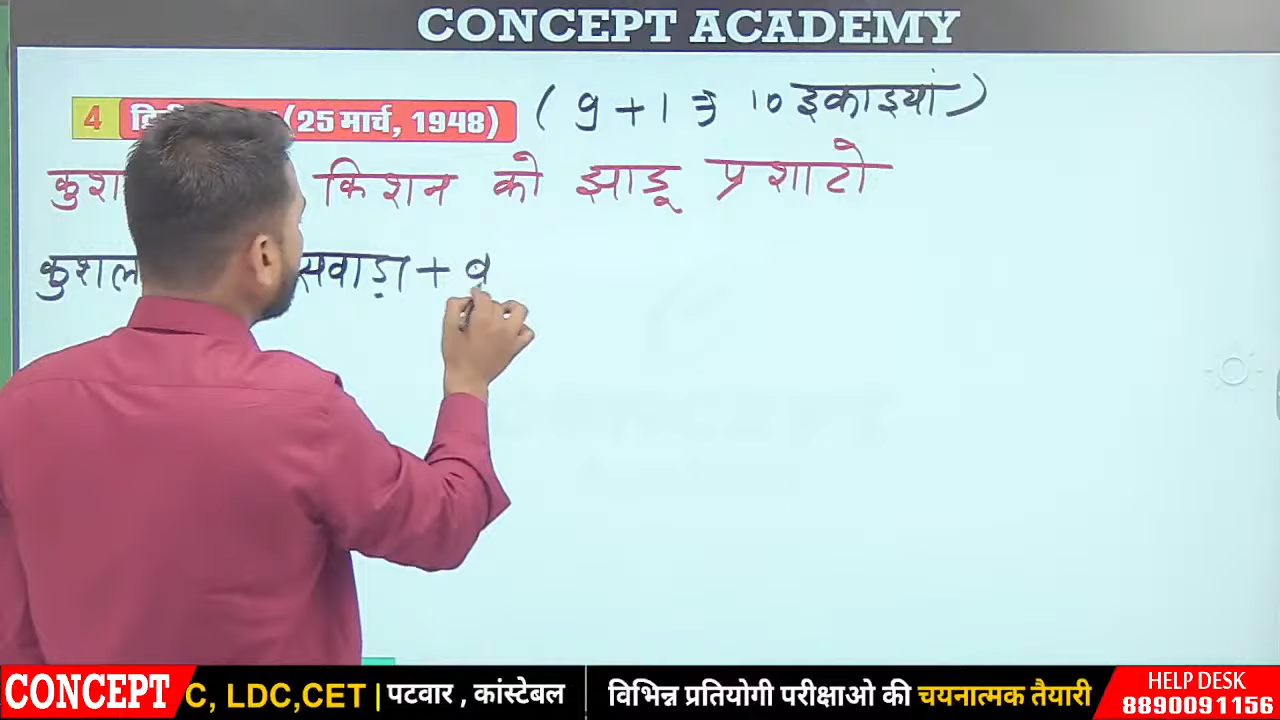 CONCEPT ACADEMY
4 (25 मार्च, 1948) ( 9 + 1 ⇒ 10 इकाइयां )
किशन को झाडू प्रशाटो
कुशल सवाड़ा + व
CONCEPT C, LDC,CET | पटवार , कांस्टेबल विभिन्न प्रतियोगी परीक्षाओ की चयनात्मक तैयारी HELP DESK
8890091156